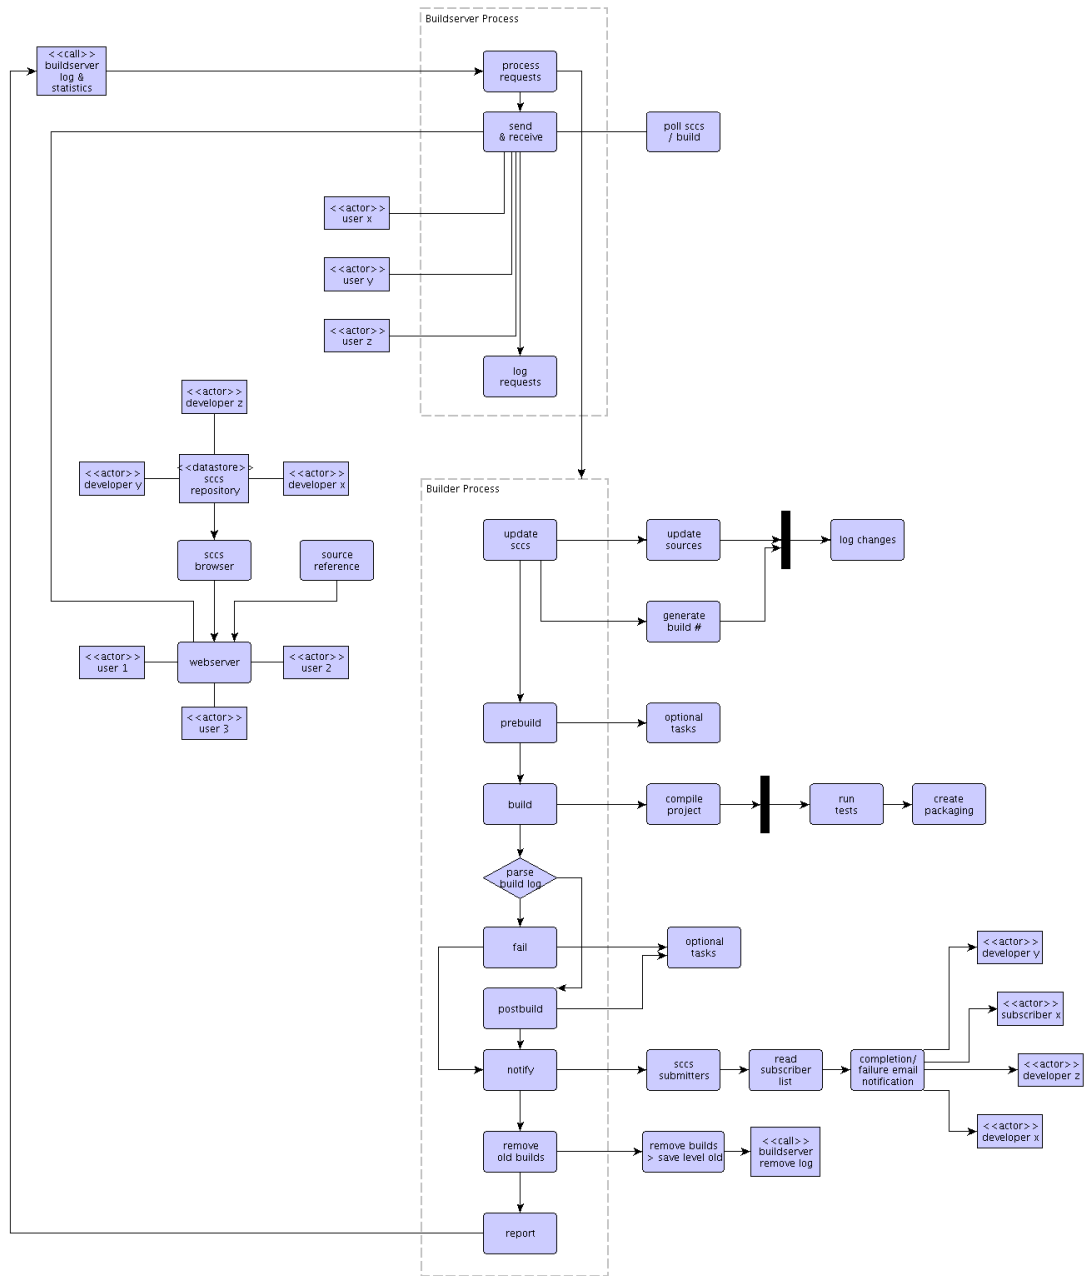 Buildserver Process
<<call>>
buildserver
log &
statistics
process
requests
send
& receive
poll sccs
/ build
<<actor>>
user x
<<actor>>
user y
<<actor>>
user z
log
requests
<<actor>>
developer z
<<actor>>
developer y
<<datastore>>
sccs
repository
<<actor>>
developer x
sccs
browser
source
reference
<<actor>>
user 1
webserver
<<actor>>
user 2
<<actor>>
user 3
Builder Process
update
sccs
update
sources
log changes
generate
build #
prebuild
optional
tasks
build
compile
project
run
tests
create
packaging
parse
build log
fail
optional
tasks
postbuild
notify
sccs
submitters
read
subscriber
list
completion/
failure email
notification
<<actor>>
developer y
<<actor>>
subscriber x
<<actor>>
developer z
<<actor>>
developer x
remove
old builds
remove builds
> save level old
<<call>>
buildserver
remove log
report